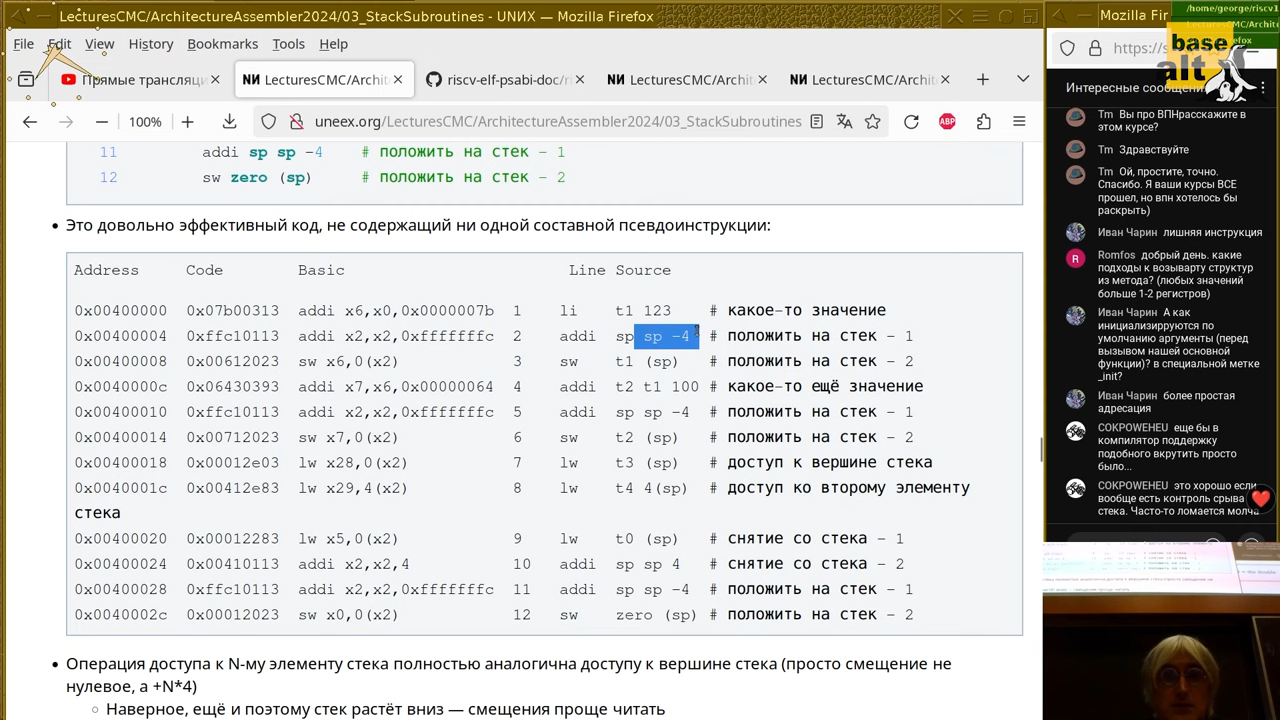 LecturesCMC/ArchitectureAssembler2024/03_StackSubroutines - UNИX — Mozilla Firefox
File Edit View History Bookmarks Tools Help
Прямые трансляц
LecturesCMC/Archit
riscv-elf-psabi-doc/ri
LecturesCMC/Archit
LecturesCMC/Archit
100%
uneex.org/LecturesCMC/ArchitectureAssembler2024/03_StackSubroutines
11 addi sp sp -4 # положить на стек - 1
12 sw zero (sp) # положить на стек - 2
• Это довольно эффективный код, не содержащий ни одной составной псевдоинструкции:
Address Code Basic Line Source
0x00400000 0x07b00313 addi x6,x0,0x0000007b 1 li t1 123 # какое-то значение
0x00400004 0xffc10113 addi x2,x2,0xfffffffc 2 addi sp sp -4 # положить на стек - 1
0x00400008 0x00612023 sw x6,0(x2) 3 sw t1 (sp) # положить на стек - 2
0x0040000c 0x06430393 addi x7,x6,0x00000064 4 addi t2 t1 100 # какое-то ещё значение
0x00400010 0xffc10113 addi x2,x2,0xfffffffc 5 addi sp sp -4 # положить на стек - 1
0x00400014 0x00712023 sw x7,0(x2) 6 sw t2 (sp) # положить на стек - 2
0x00400018 0x00012e03 lw x28,0(x2) 7 lw t3 (sp) # доступ к вершине стека
0x0040001c 0x00412e83 lw x29,4(x2) 8 lw t4 4(sp) # доступ ко второму элементу
стека
0x00400020 0x00012283 lw x5,0(x2) 9 lw t0 (sp) # снятие со стека - 1
0x00400024 0x00410113 addi x2,x2,4 10 addi sp sp 4 # снятие со стека - 2
0x00400028 0xffc10113 addi x2,x2,0xfffffffc 11 addi sp sp -4 # положить на стек - 1
0x0040002c 0x00012023 sw x0,0(x2) 12 sw zero (sp) # положить на стек - 2
• Операция доступа к N-му элементу стека полностью аналогична доступу к вершине стека (просто смещение не
нулевое, а +N*4)
◦ Наверное, ещё и поэтому стек растёт вниз — смещения проще читать
Mozilla Fir
/home/george/riscv1
LecturesCMC/Archite
https://s
base
alt
Интересные сообщени
Tm Вы про ВПНрасскажите в
этом курсе?
Tm Здравствуйте
Tm Ой, простите, точно.
Спасибо. Я ваши курсы ВСЕ
прошел, но впн хотелось бы
раскрыть)
Иван Чарин лишняя инструкция
R
Romfos добрый день. какие
подходы к возыварту структур
из метода? (любых значений
больше 1-2 регистров)
Иван Чарин А как
инициализирруются по
умолчанию аргументы (перед
вызывом нашей основной
функции)? в специальной метке
_init?
Иван Чарин более простая
адресация
COKPOWEHEU еще бы в
компилятор поддержку
подобного вкрутить просто
было...
COKPOWEHEU это хорошо если
вообще есть контроль срыва
стека. Часто-то ломается молча